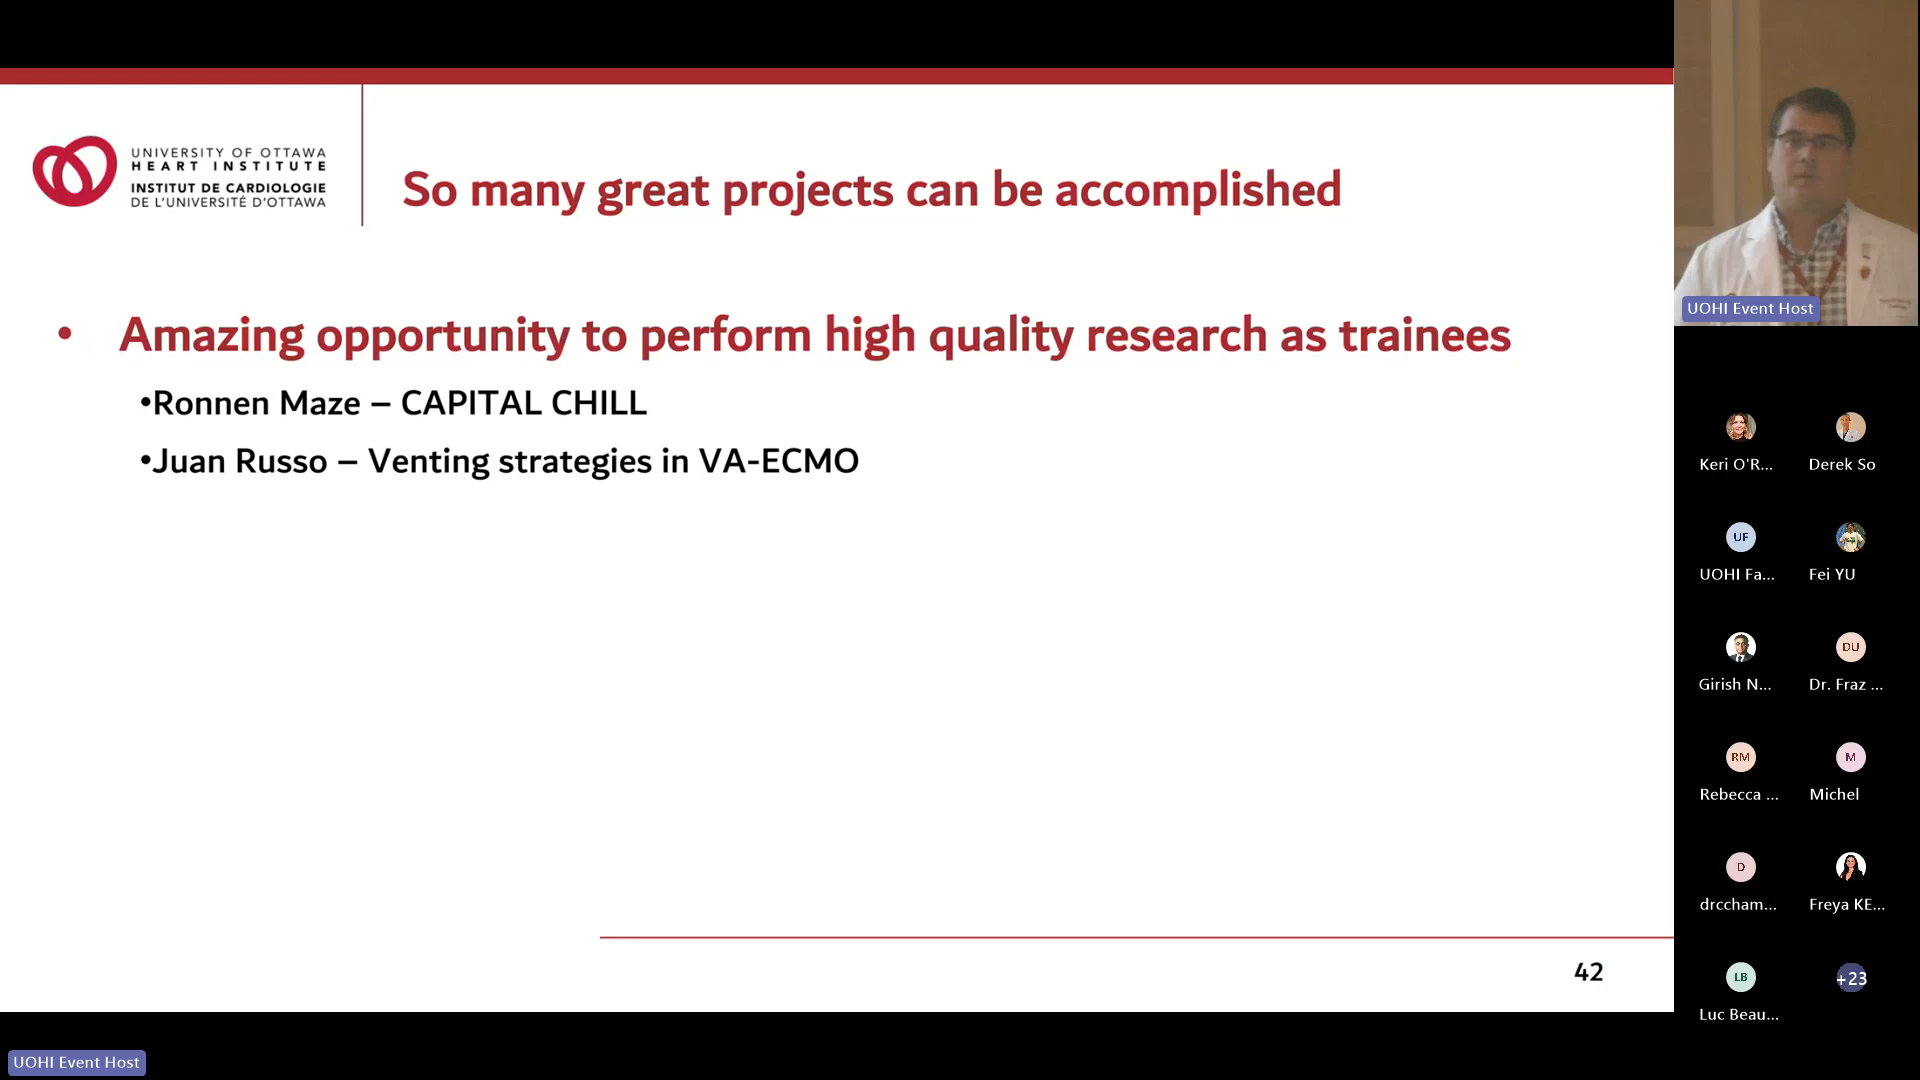 UNIVERSITY OF OTTAWA
HEART INSTITUTE
INSTITUT DE CARDIOLOGIE
DE L'UNIVERSITÉ D'OTTAWA
So many great projects can be accomplished
• Amazing opportunity to perform high quality research as trainees
•Ronnen Maze – CAPITAL CHILL
•Juan Russo – Venting strategies in VA-ECMO
42
UOHI Event Host
UOHI Event Host
Keri O'R...
Derek So
UF
UOHI Fa...
Fei YU
Girish N...
DU
Dr. Fraz ...
RM
Rebecca ...
M
Michel
D
drccham...
Freya KE...
LB
Luc Beau...
+23